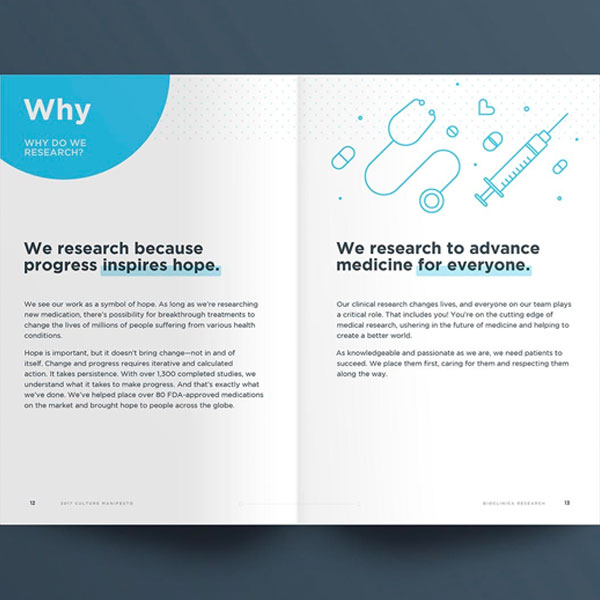 Why
WHY DO WE
RESEARCH?
We research because
progress inspires hope.
We see our work as a symbol of hope. As long as we're researching
new medication, there's possibility for breakthrough treatments to
change the lives of millions of people suffering from various health
conditions.
Hope is important, but it doesn't bring change—not in and of
itself. Change and progress requires iterative and calculated
action. It takes persistence. With over 1,300 completed studies, we
understand what it takes to make progress. And that's exactly what
we've done. We've helped place over 80 FDA-approved medications
on the market and brought hope to people across the globe.
12
2017 CULTURE MANIFESTO
We research to advance
medicine for everyone.
Our clinical research changes lives, and everyone on our team plays
a critical role. That includes you! You're on the cutting edge of
medical research, ushering in the future of medicine and helping to
create a better world.
As knowledgeable and passionate as we are, we need patients to
succeed. We place them first, caring for them and respecting them
along the way.
BIOCLINICA RESEARCH
13